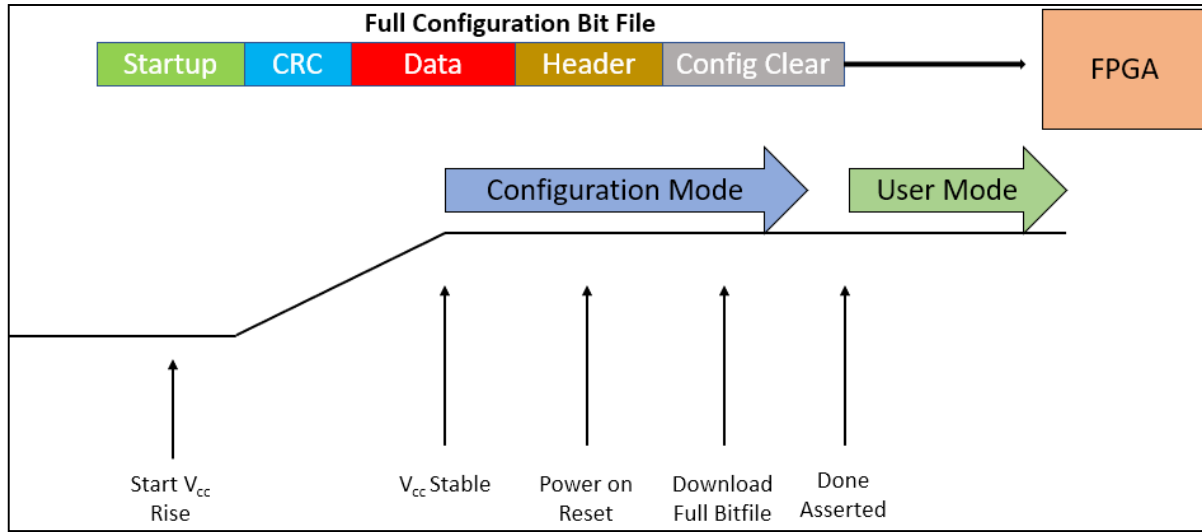 Full Configuration Bit File
Startup CRC Data Header Config Clear
FPGA
Configuration Mode
User Mode
Start Vcc
Rise
Vcc Stable
Power on
Reset
Download
Full Bitfile
Done
Asserted